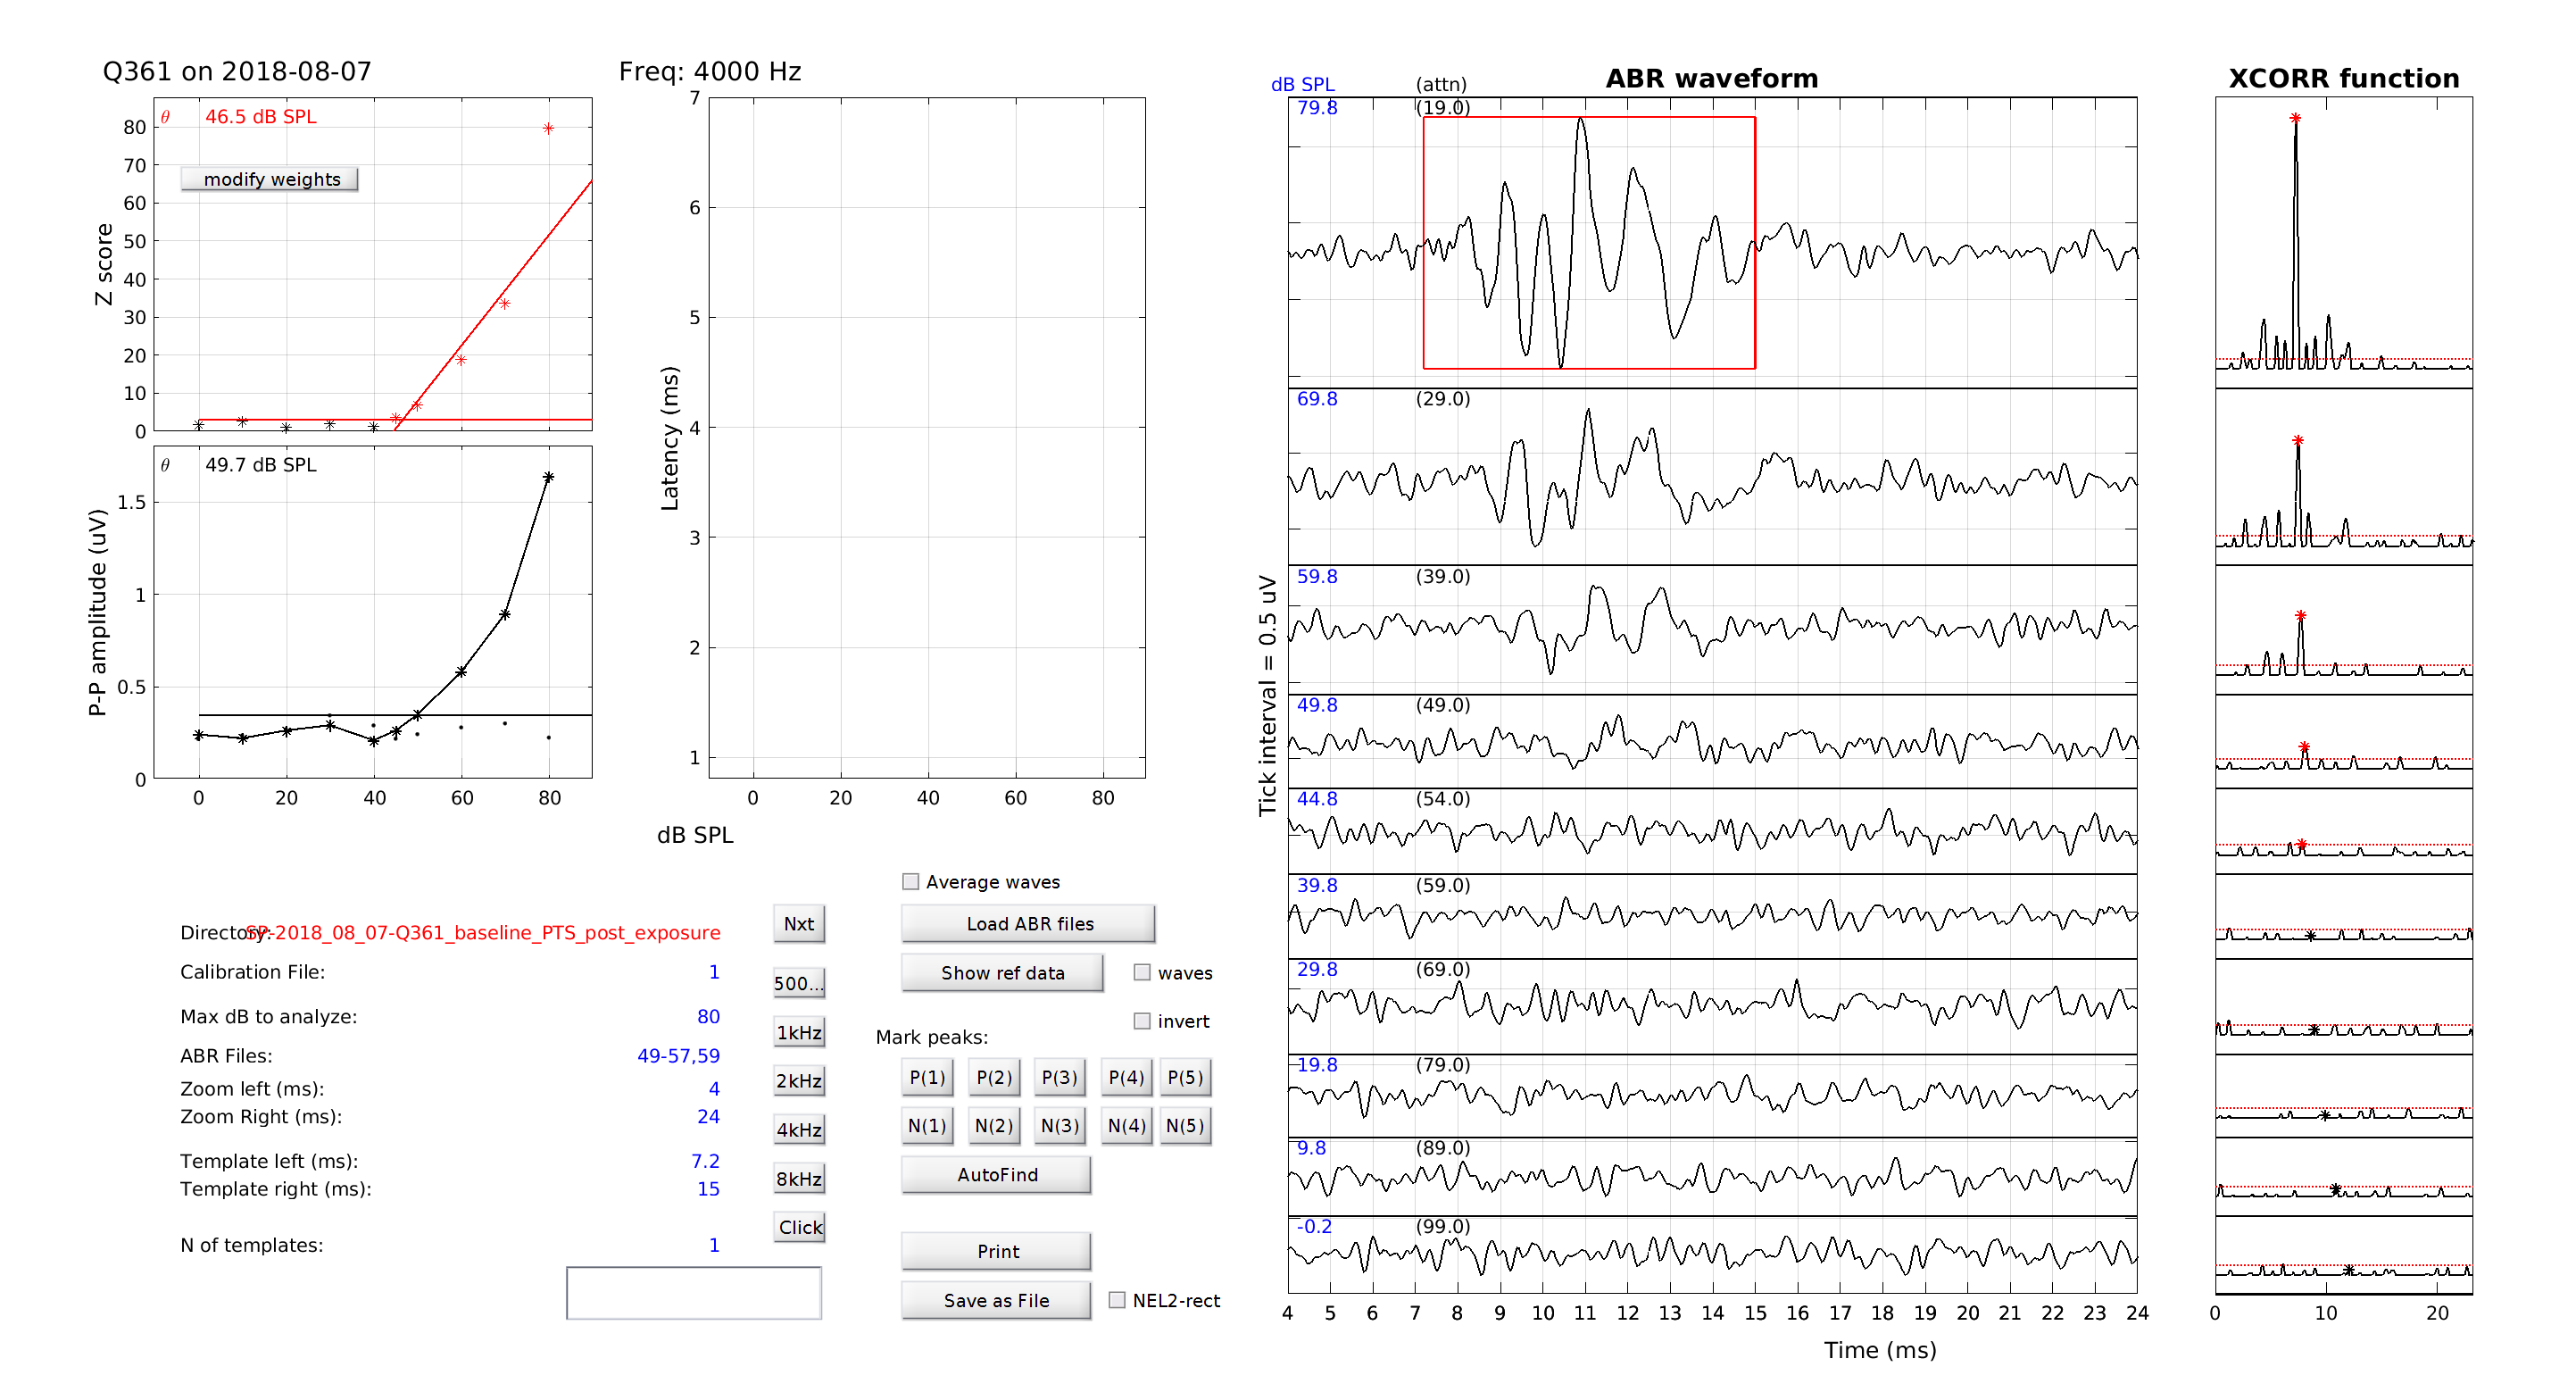 Q361 on 2018-08-07
θ 46.5 dB SPL
modify weights
80
70
60
50
40
30
20
10
0
Z score
θ 49.7 dB SPL
1.5
1
0.5
0
P-P amplitude (uV)
0 20 40 60 80
Freq: 4000 Hz
7
6
5
4
3
2
1
Latency (ms)
0 20 40 60 80
dB SPL
Directory: SP-2018_08_07-Q361_baseline_PTS_post_exposure
Calibration File: 1
Max dB to analyze: 80
ABR Files: 49-57,59
Zoom left (ms): 4
Zoom Right (ms): 24
Template left (ms): 7.2
Template right (ms): 15
N of templates: 1
Nxt
500...
1kHz
2kHz
4kHz
8kHz
Click
Average waves
Load ABR files
Show ref data
waves
invert
Mark peaks:
P(1) P(2) P(3) P(4) P(5)
N(1) N(2) N(3) N(4) N(5)
AutoFind
Print
Save as File
NEL2-rect
ABR waveform
dB SPL (attn)
79.8 (19.0)
69.8 (29.0)
59.8 (39.0)
49.8 (49.0)
44.8 (54.0)
39.8 (59.0)
29.8 (69.0)
19.8 (79.0)
9.8 (89.0)
-0.2 (99.0)
Tick interval = 0.5 uV
4 5 6 7 8 9 10 11 12 13 14 15 16 17 18 19 20 21 22 23 24
Time (ms)
XCORR function
0 10 20